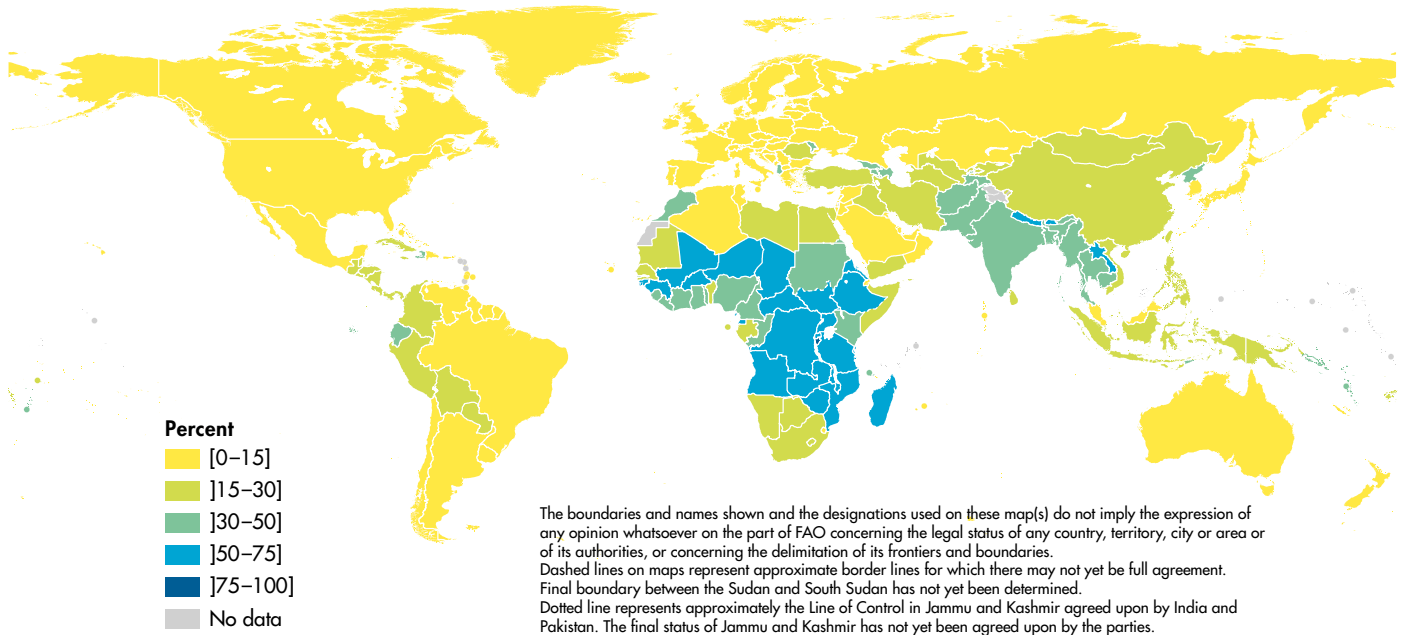 Percent
[0–15]
]15–30]
]30–50]
]50–75]
]75–100]
No data
The boundaries and names shown and the designations used on these map(s) do not imply the expression of
any opinion whatsoever on the part of FAO concerning the legal status of any country, territory, city or area or
of its authorities, or concerning the delimitation of its frontiers and boundaries.
Dashed lines on maps represent approximate border lines for which there may not yet be full agreement.
Final boundary between the Sudan and South Sudan has not yet been determined.
Dotted line represents approximately the Line of Control in Jammu and Kashmir agreed upon by India and
Pakistan. The final status of Jammu and Kashmir has not yet been agreed upon by the parties.